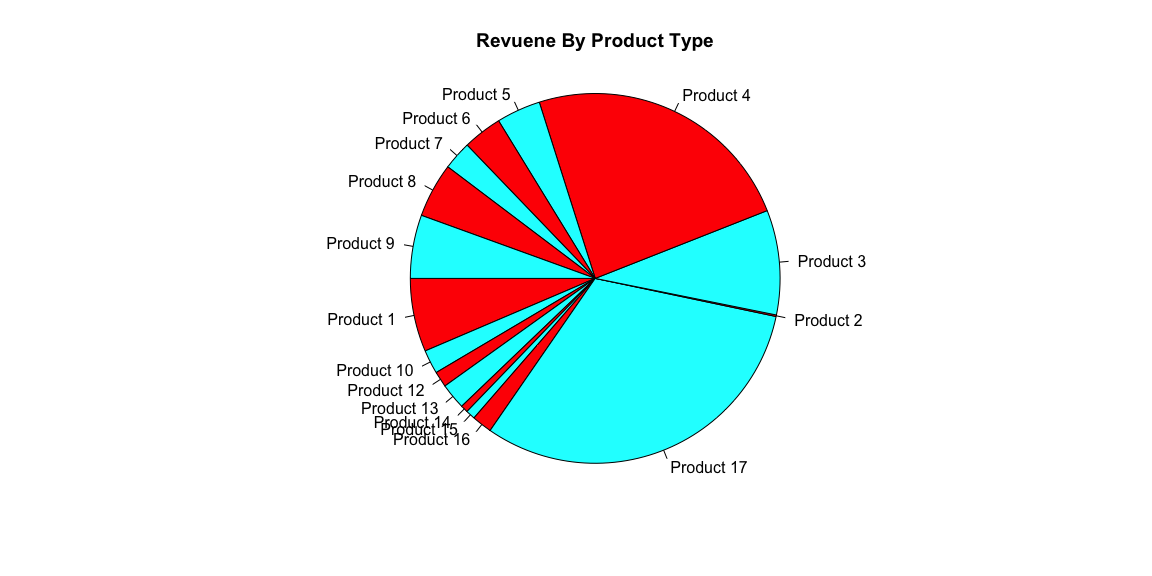 Revuene By Product Type
Product 4
Product 5
Product 6
Product 7
Product 8
Product 9
Product 3
Product 1
Product 2
Product 10
Product 12
Product 13
Product 14
Product 15
Product 16
Product 17